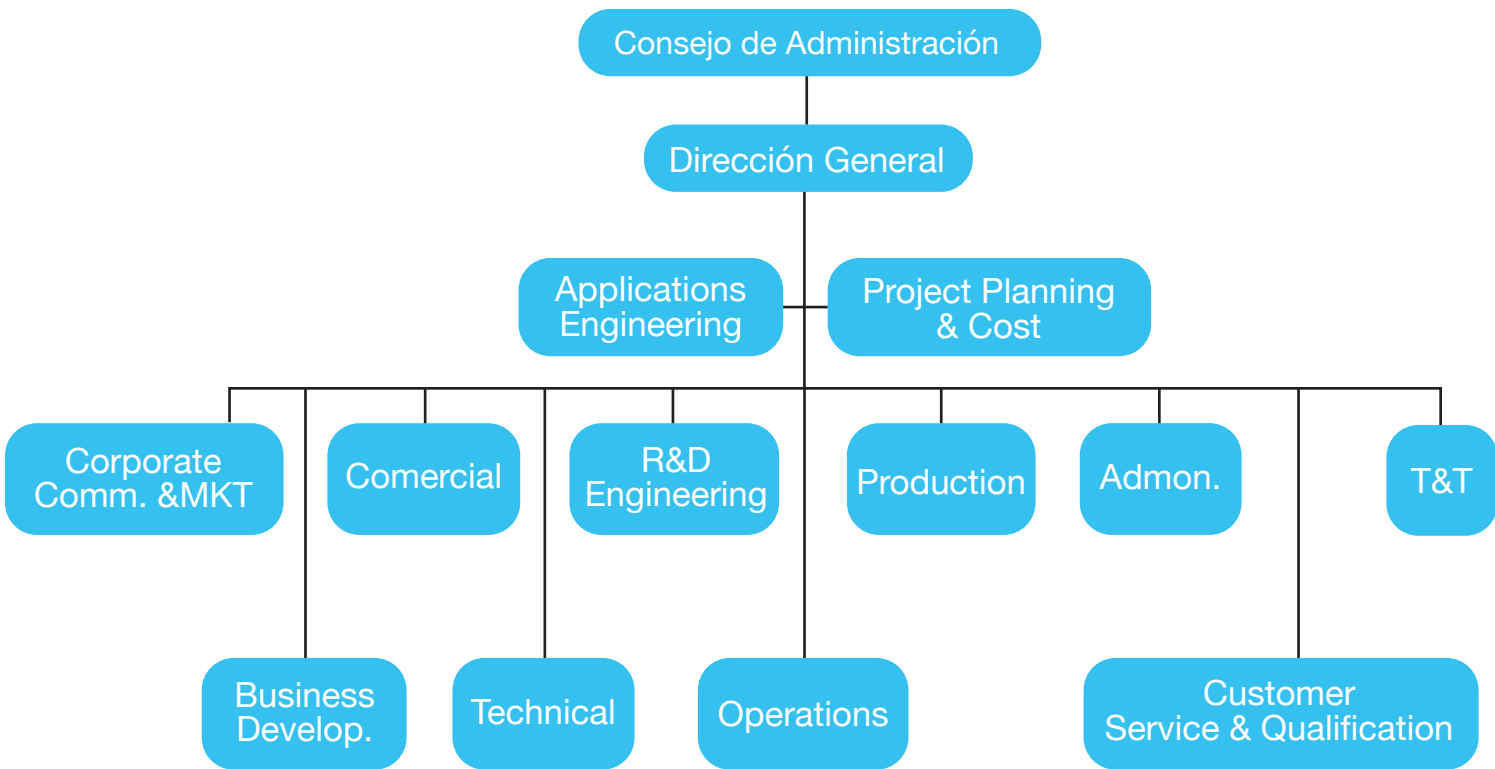 Consejo de Administración
Dirección General
Applications
Engineering
Project Planning
& Cost
Corporate
Comm. &MKT
Comercial
R&D
Engineering
Production
Admon.
T&T
Business
Develop.
Technical
Operations
Customer
Service & Qualification